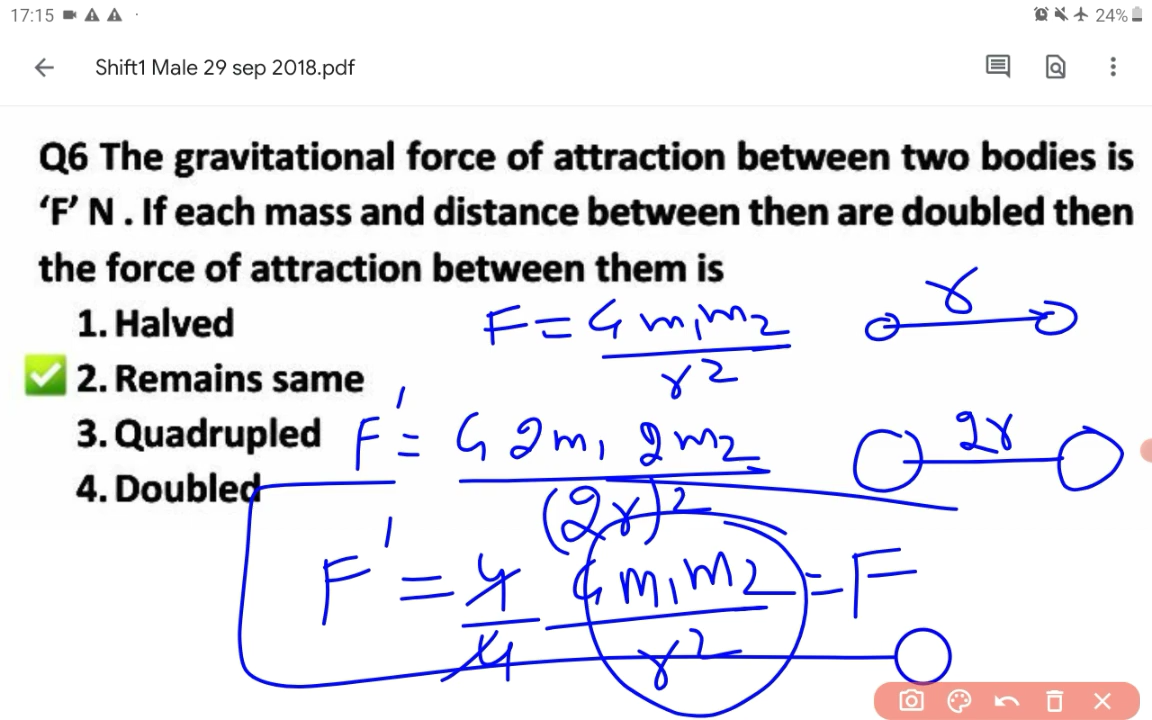 17:15
24%
Shift1 Male 29 sep 2018.pdf
Q6 The gravitational force of attraction between two bodies is
‘F’ N . If each mass and distance between then are doubled then
the force of attraction between them is
1. Halved
2. Remains same
3. Quadrupled
4. Doubled
F = G m₁m₂
r²
r
F' = G 2m₁ 2m₂
(2r)²
2r
F' = 4 G m₁m₂ = F
4 r²